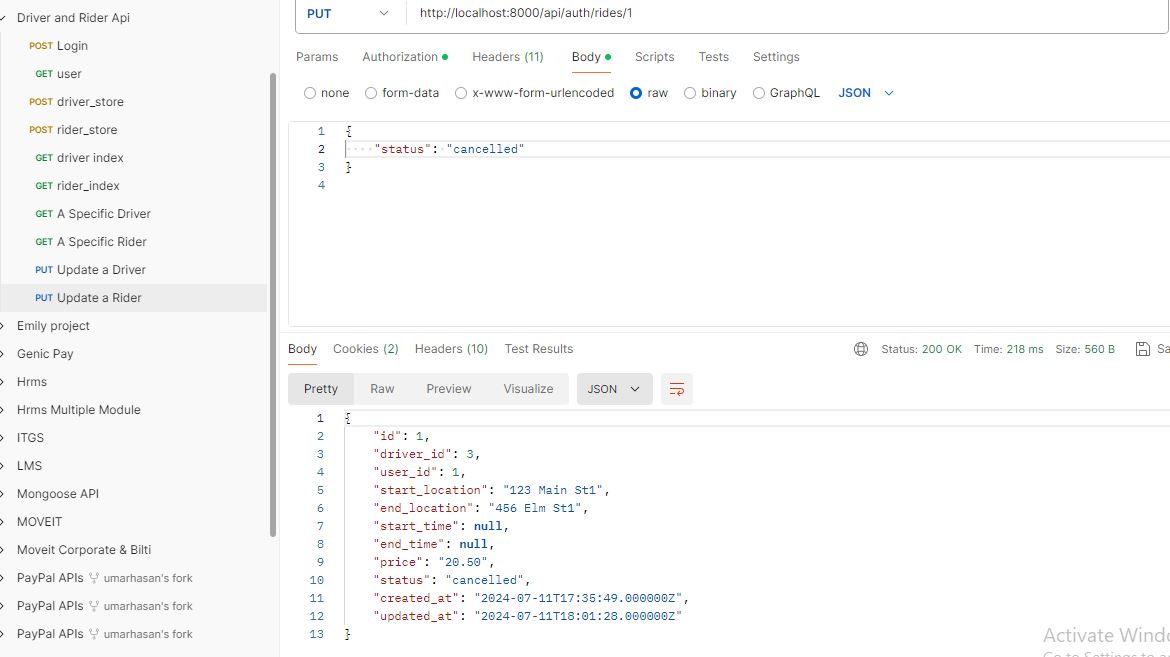 Driver and Rider Api
POST Login
GET user
POST driver_store
POST rider_store
GET driver index
GET rider_index
GET A Specific Driver
GET A Specific Rider
PUT Update a Driver
PUT Update a Rider
Emily project
Genic Pay
Hrms
Hrms Multiple Module
ITGS
LMS
Mongoose API
MOVEIT
Moveit Corporate & Bilti
PayPal APIs umarhasan's fork
PayPal APIs umarhasan's fork
PayPal APIs umarhasan's fork
PUT http://localhost:8000/api/auth/rides/1
Params Authorization Headers (11) Body Scripts Tests Settings
none form-data x-www-form-urlencoded raw binary GraphQL JSON
1 {
2 "status": "cancelled"
3 }
4
Body Cookies (2) Headers (10) Test Results Status: 200 OK Time: 218 ms Size: 560 B Sa
Pretty Raw Preview Visualize JSON
1 {
2 "id": 1,
3 "driver_id": 3,
4 "user_id": 1,
5 "start_location": "123 Main St1",
6 "end_location": "456 Elm St1",
7 "start_time": null,
8 "end_time": null,
9 "price": "20.50",
10 "status": "cancelled",
11 "created_at": "2024-07-11T17:35:49.000000Z",
12 "updated_at": "2024-07-11T18:01:28.000000Z"
13 }
Activate Windo